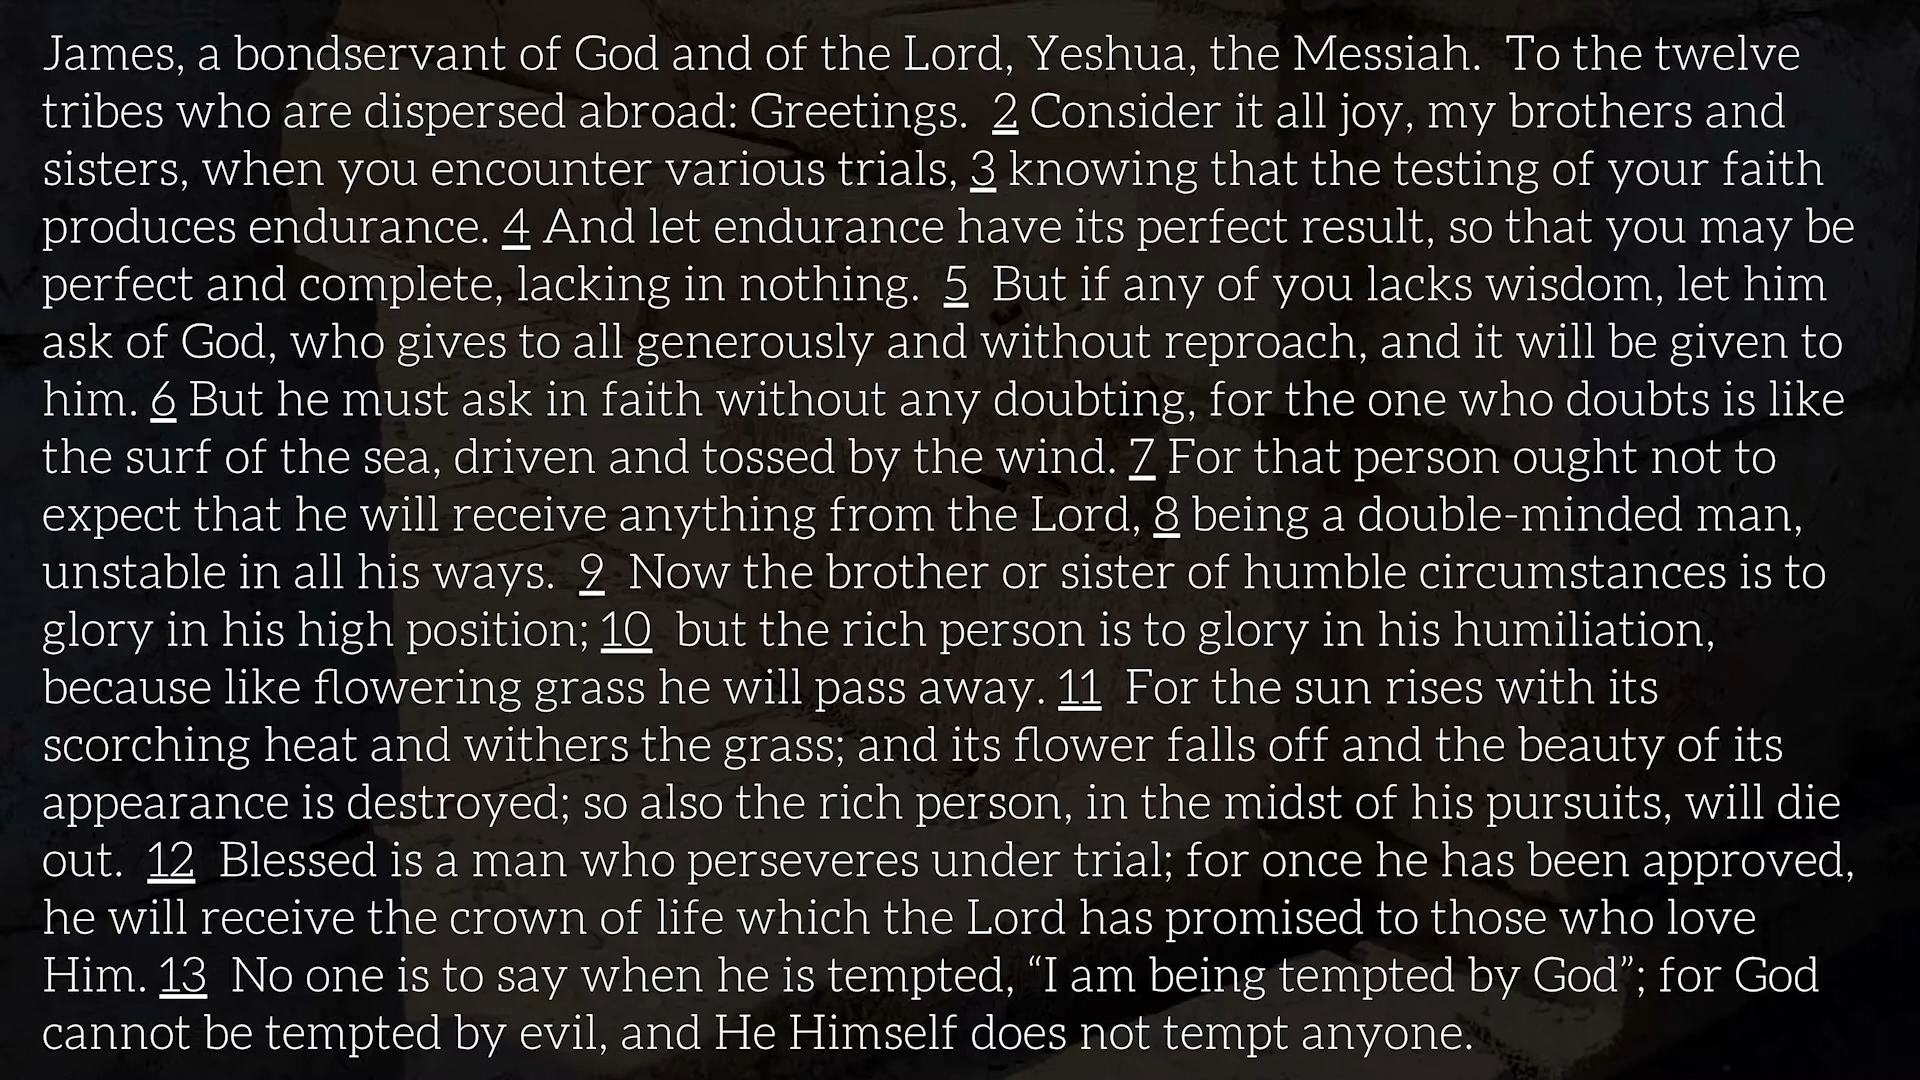 James, a bondservant of God and of the Lord, Yeshua, the Messiah.  To the twelve
tribes who are dispersed abroad: Greetings.  2 Consider it all joy, my brothers and
sisters, when you encounter various trials, 3 knowing that the testing of your faith
produces endurance. 4 And let endurance have its perfect result, so that you may be
perfect and complete, lacking in nothing.  5  But if any of you lacks wisdom, let him
ask of God, who gives to all generously and without reproach, and it will be given to
him. 6 But he must ask in faith without any doubting, for the one who doubts is like
the surf of the sea, driven and tossed by the wind. 7 For that person ought not to
expect that he will receive anything from the Lord, 8 being a double-minded man,
unstable in all his ways.  9  Now the brother or sister of humble circumstances is to
glory in his high position; 10  but the rich person is to glory in his humiliation,
because like flowering grass he will pass away. 11  For the sun rises with its
scorching heat and withers the grass; and its flower falls off and the beauty of its
appearance is destroyed; so also the rich person, in the midst of his pursuits, will die
out.  12  Blessed is a man who perseveres under trial; for once he has been approved,
he will receive the crown of life which the Lord has promised to those who love
Him. 13  No one is to say when he is tempted, “I am being tempted by God”; for God
cannot be tempted by evil, and He Himself does not tempt anyone.